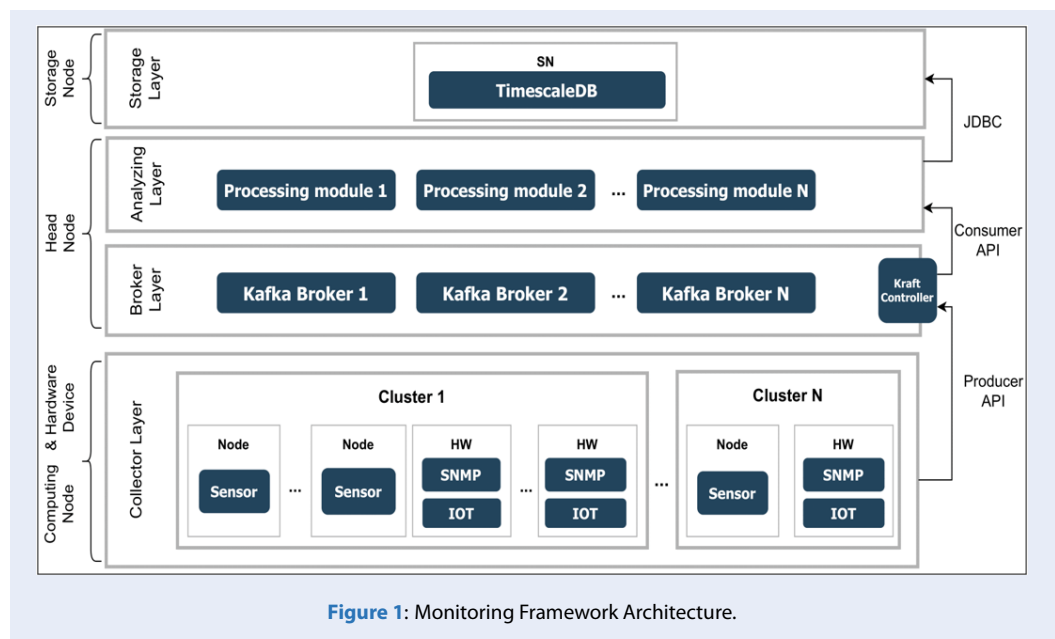 Storage
Node
Storage
Layer
SN
TimescaleDB
JDBC
Head
Node
Analyzing
Layer
Processing module 1
Processing module 2
...
Processing module N
Consumer
API
Broker
Layer
Kafka Broker 1
Kafka Broker 2
...
Kafka Broker N
Kraft
Controller
Producer
API
Computing
Node
& Hardware
Device
Collector Layer
Cluster 1
Node
Sensor
...
Node
Sensor
HW
SNMP
IOT
...
HW
SNMP
IOT
...
Cluster N
Node
Sensor
HW
SNMP
IOT
Figure 1: Monitoring Framework Architecture.